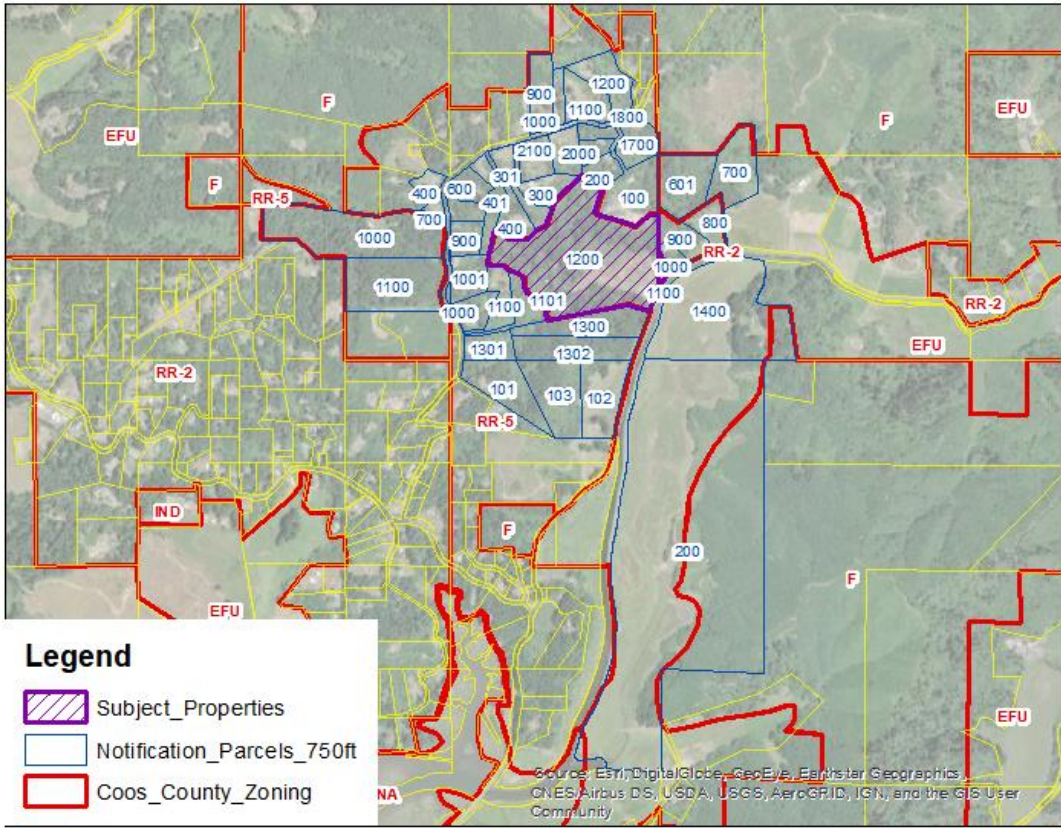 900
1200
F
1100
F
EFU
EFU
1000
1800
2100
2000
1700
F
301
200
601
700
400
600
300
100
RR-5
401
700
400
800
1000
900
900
1200
RR-2
1001
1000
1100
1100
1101
1100
1400
RR-2
1000
1300
1301
1302
EFU
RR-2
101
103
102
RR-5
IND
F
200
F
EFU
EFU
Legend
Subject_Properties
Notification_Parcels_750ft
Coos_County_Zoning
NA
Source: Esri, DigitalGlobe, GeoEye, Earthstar Geographics,
CNES/Airbus DS, USDA, USGS, AeroGRID, IGN, and the GIS User
Community